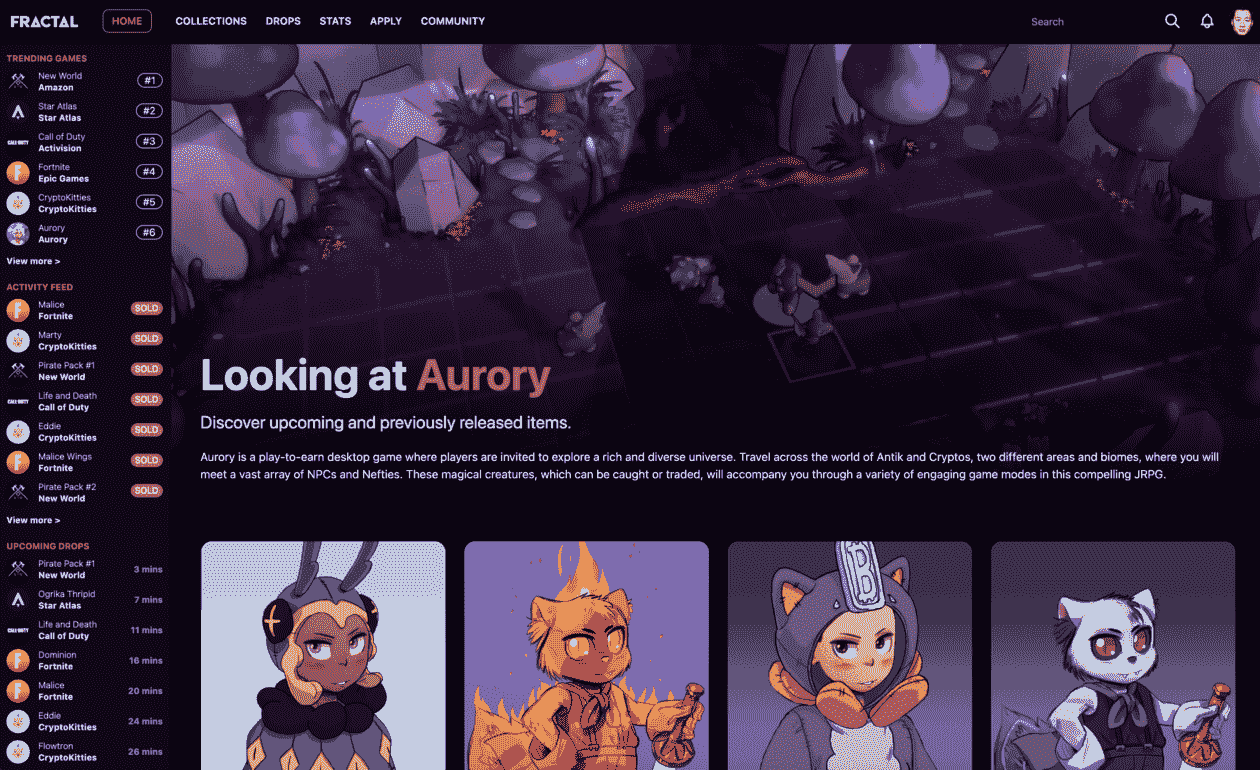 FRACTAL
HOME
COLLECTIONS
DROPS
STATS
APPLY
COMMUNITY
Search
TRENDING GAMES
New World
Amazon
#1
Star Atlas
Star Atlas
#2
CALL OF DUTY
Call of Duty
Activision
#3
Fortnite
Epic Games
#4
CryptoKitties
CryptoKitties
#5
Aurory
Aurory
#6
View more >
ACTIVITY FEED
Malice
Fortnite
SOLD
Marty
CryptoKitties
SOLD
Pirate Pack #1
New World
SOLD
CALL OF DUTY
Life and Death
Call of Duty
SOLD
Eddie
CryptoKitties
SOLD
Malice Wings
Fortnite
SOLD
Pirate Pack #2
New World
SOLD
View more >
UPCOMING DROPS
Pirate Pack #1
New World
3 mins
Ogrika Thripid
Star Atlas
7 mins
CALL OF DUTY
Life and Death
Call of Duty
11 mins
Dominion
Fortnite
16 mins
Malice
Fortnite
20 mins
Eddie
CryptoKitties
24 mins
Flowtron
CryptoKitties
26 mins
Looking at Aurory
Discover upcoming and previously released items.
Aurory is a play-to-earn desktop game where players are invited to explore a rich and diverse universe. Travel across the world of Antik and Cryptos, two different areas and biomes, where you will
meet a vast array of NPCs and Nefties. These magical creatures, which can be caught or traded, will accompany you through a variety of engaging game modes in this compelling JRPG.
B